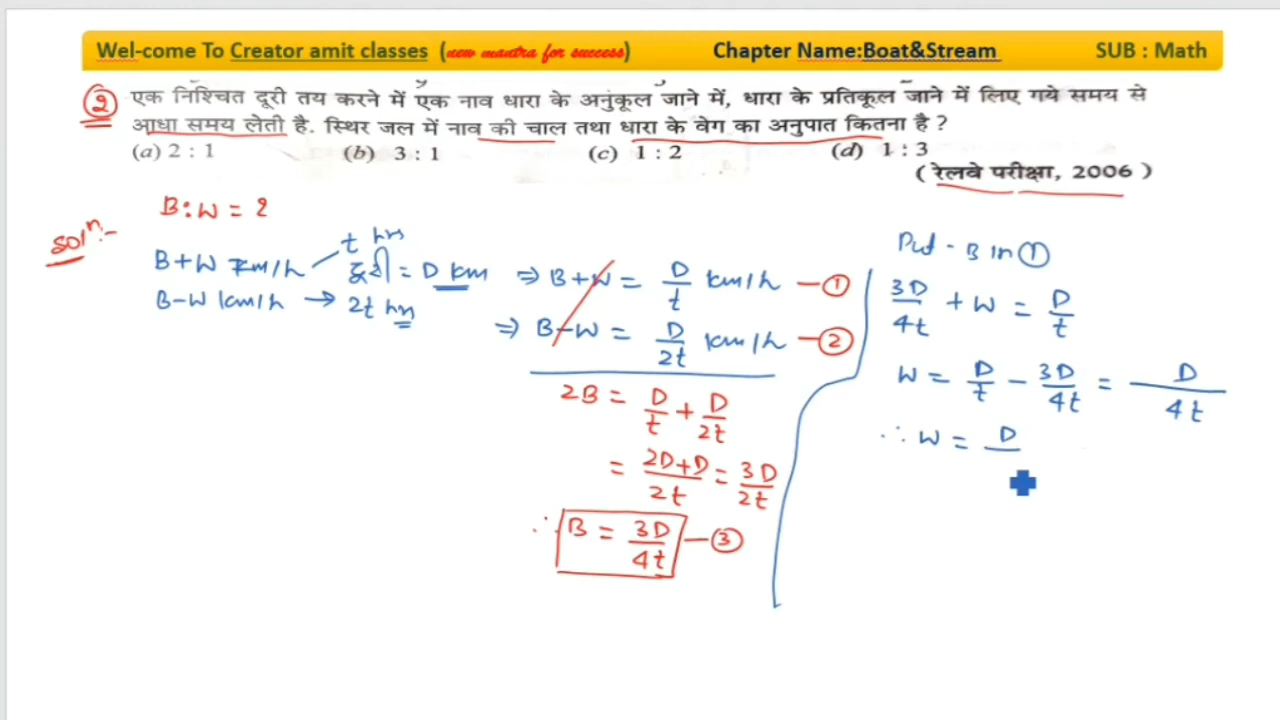 Wel-come To Creator amit classes (new mantra for success) Chapter Name:Boat&Stream SUB : Math
2 एक निश्चित दूरी तय करने में एक नाव धारा के अनुकूल जाने में, धारा के प्रतिकूल जाने में लिए गये समय से
आधा समय लेती है. स्थिर जल में नाव की चाल तथा धारा के वेग का अनुपात कितना है ?
(a) 2 : 1 (b) 3 : 1 (c) 1 : 2 (d) 1 : 3
( रेलवे परीक्षा, 2006 )
Solⁿ:-
B:W = 2
B+W km/h t hrs
दूरी = D km
B-W km/h → 2t hrs
⇒ B+W = D/t km/h —①
⇒ B-W = D/2t km/h —②
2B = D/t + D/2t
= 2D+D/2t = 3D/2t
∴ B = 3D/4t —③
Put - B in ①
3D/4t + W = D/t
W = D/t - 3D/4t = D/4t
∴ W = D